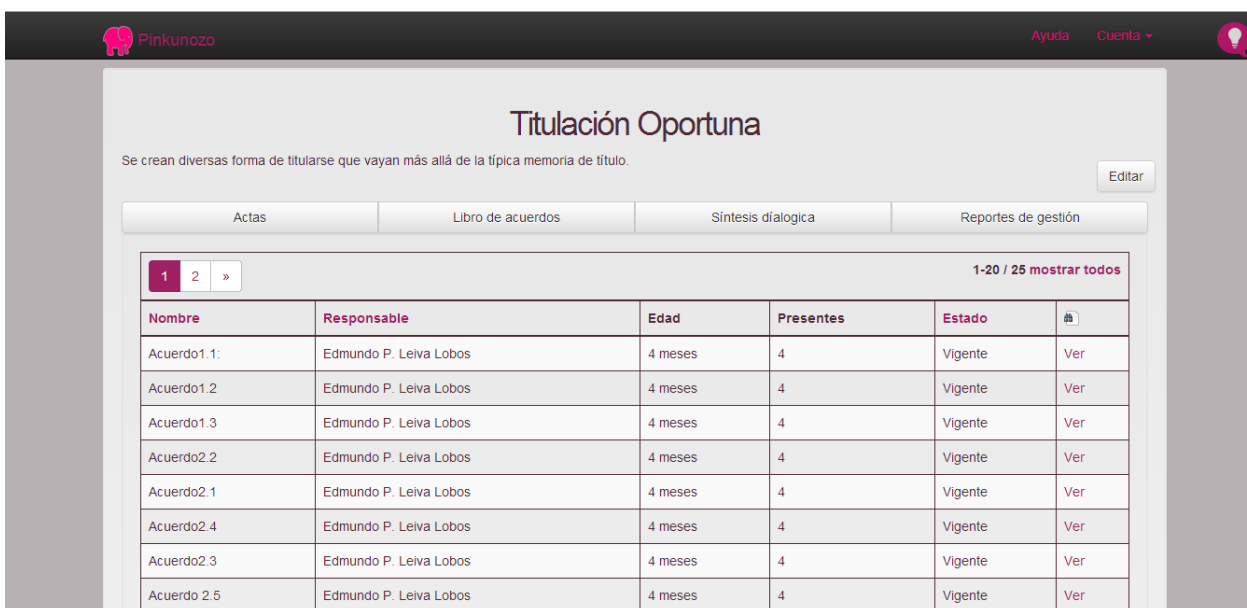 Pinkunozo Ayuda Cuenta
Titulación Oportuna
Se crean diversas forma de titularse que vayan más allá de la típica memoria de título.
Editar
Actas Libro de acuerdos Síntesis díalogica Reportes de gestión
1 2 » 1-20 / 25 mostrar todos
Nombre Responsable Edad Presentes Estado
Acuerdo1.1: Edmundo P. Leiva Lobos 4 meses 4 Vigente Ver
Acuerdo1.2 Edmundo P. Leiva Lobos 4 meses 4 Vigente Ver
Acuerdo1.3 Edmundo P. Leiva Lobos 4 meses 4 Vigente Ver
Acuerdo2.2 Edmundo P. Leiva Lobos 4 meses 4 Vigente Ver
Acuerdo2.1 Edmundo P. Leiva Lobos 4 meses 4 Vigente Ver
Acuerdo2.4 Edmundo P. Leiva Lobos 4 meses 4 Vigente Ver
Acuerdo2.3 Edmundo P. Leiva Lobos 4 meses 4 Vigente Ver
Acuerdo 2.5 Edmundo P. Leiva Lobos 4 meses 4 Vigente Ver